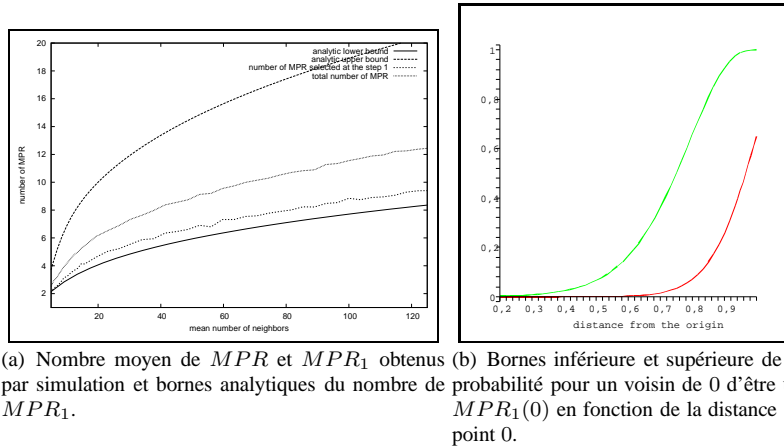 20
18
16
14
12
10
8
6
4
2
number of MPR
analytic lower bound
analytic upper bound
number of MPR selected at the step 1
total number of MPR
20
40
60
80
100
120
mean number of neighbors
1
0,8
0,6
0,4
0,2
0
0,2
0,3
0,4
0,5
0,6
0,7
0,8
0,9
distance from the origin
(a) Nombre moyen de MPR et MPR₁ obtenus
par simulation et bornes analytiques du nombre de
MPR₁.
(b) Bornes inférieure et supérieure de
probabilité pour un voisin de 0 d'être
MPR₁(0) en fonction de la distance
point 0.